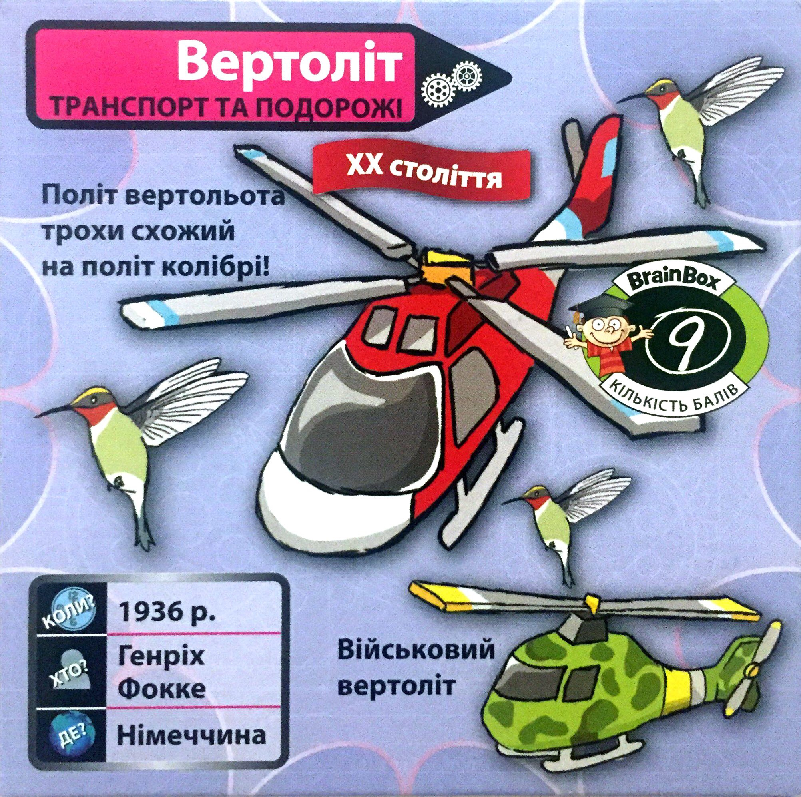 Вертоліт
ТРАНСПОРТ ТА ПОДОРОЖІ
XX століття
Політ вертольота
трохи схожий
на політ колібрі!
BrainBox
9
КІЛЬКІСТЬ БАЛІВ
КОЛИ?
1936 р.
ХТО?
Генріх
Фокке
ДЕ?
Німеччина
Військовий
вертоліт